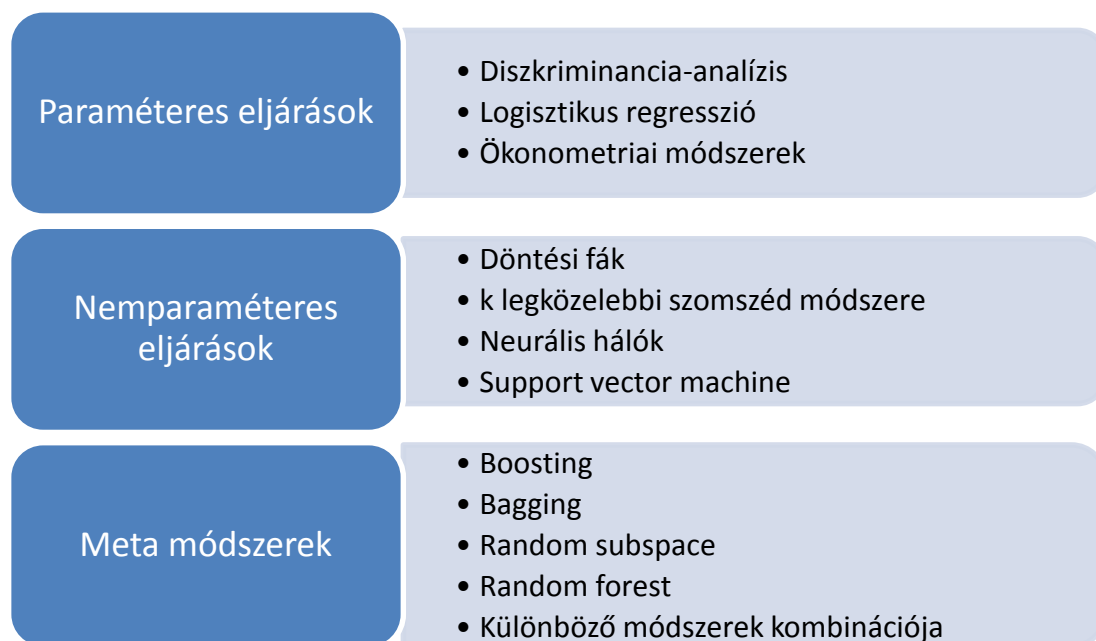 Paraméteres eljárások
• Diszkriminancia-analízis
• Logisztikus regresszió
• Ökonometriai módszerek
Nemparaméteres
eljárások
• Döntési fák
• k legközelebbi szomszéd módszere
• Neurális hálók
• Support vector machine
Meta módszerek
• Boosting
• Bagging
• Random subspace
• Random forest
• Különböző módszerek kombinációja